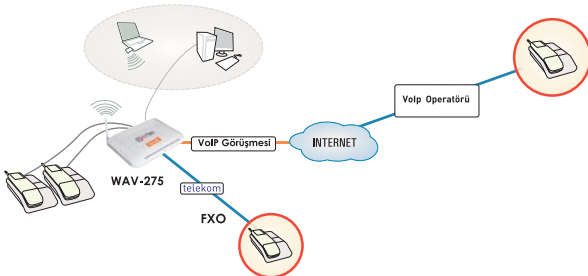 Voip Operatörü
VoIP Görüşmesi
INTERNET
WAV-275
telekom
FXO